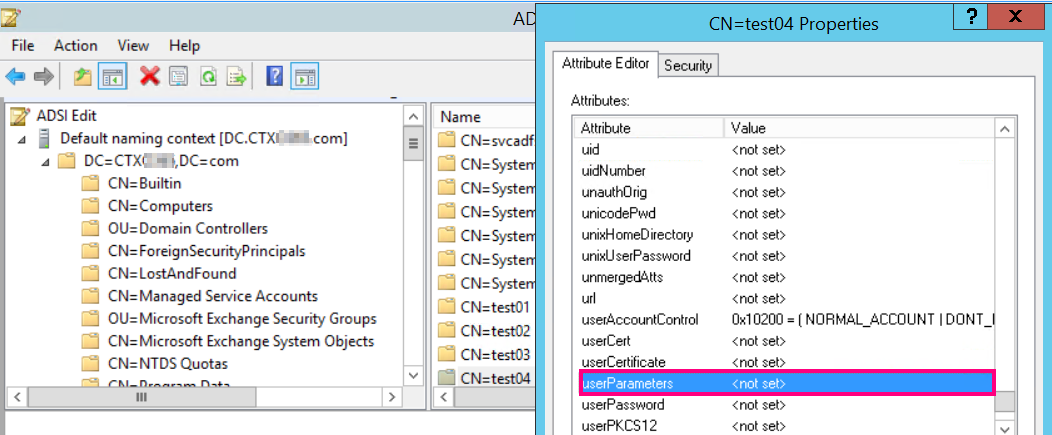 AD
File Action View Help
ADSI Edit
Default naming context [DC.CTX .com]
DC=CTX ,DC=com
CN=Builtin
CN=Computers
OU=Domain Controllers
CN=ForeignSecurityPrincipals
CN=LostAndFound
CN=Managed Service Accounts
OU=Microsoft Exchange Security Groups
CN=Microsoft Exchange System Objects
CN=NTDS Quotas
CN=Program Data
Name
CN=svcadf
CN=System
CN=System
CN=System
CN=System
CN=System
CN=System
CN=test01
CN=test02
CN=test03
CN=test04
CN=test04 Properties
? x
Attribute Editor Security
Attributes:
Attribute Value
uid <not set>
uidNumber <not set>
unauthOrig <not set>
unicodePwd <not set>
unixHomeDirectory <not set>
unixUserPassword <not set>
unmergedAtts <not set>
url <not set>
userAccountControl 0x10200 = ( NORMAL_ACCOUNT | DONT_
userCert <not set>
userCertificate <not set>
userParameters <not set>
userPassword <not set>
userPKCS12 <not set>